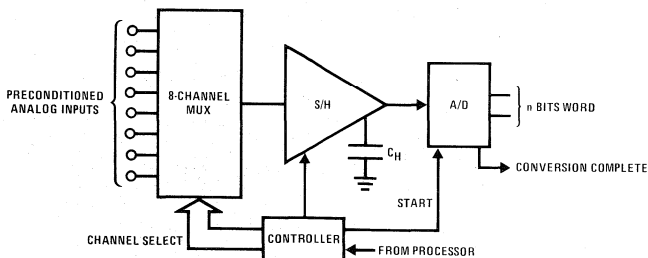 PRECONDITIONED
ANALOG INPUTS
8-CHANNEL
MUX
S/H
C_H
A/D
n BITS WORD
CONVERSION COMPLETE
START
CHANNEL SELECT
CONTROLLER
FROM PROCESSOR